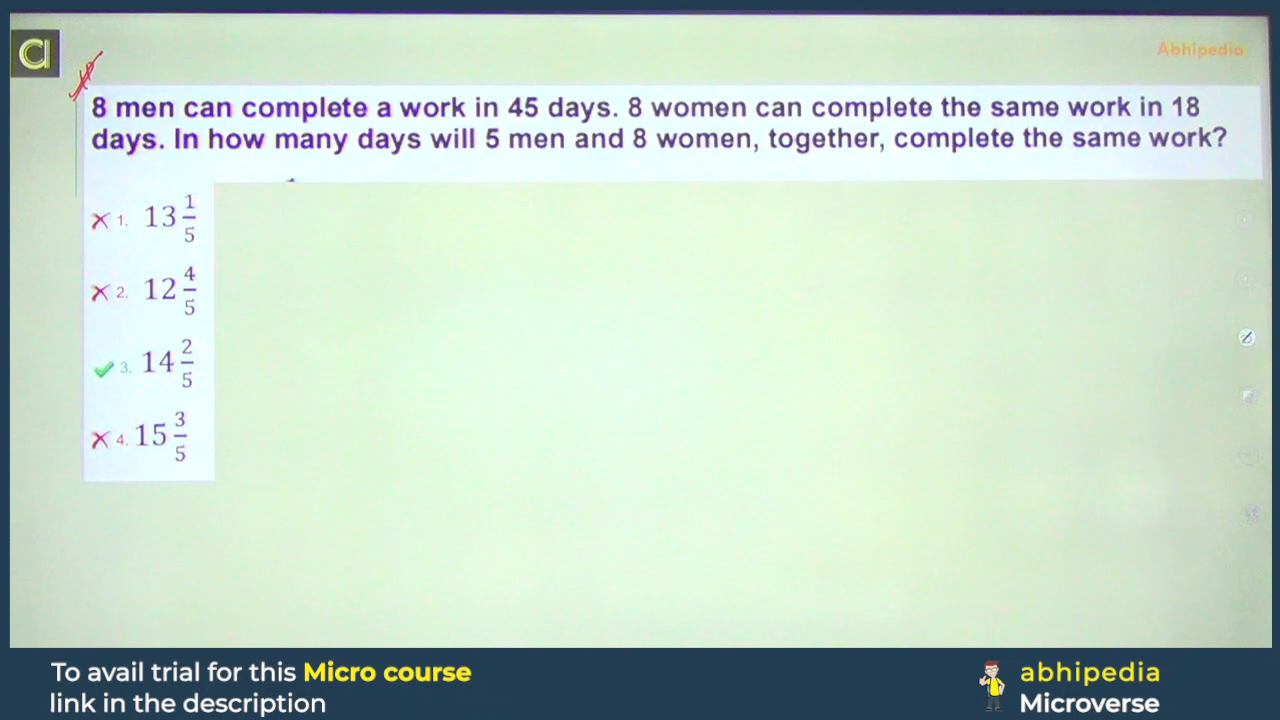 Abhipedia
8 men can complete a work in 45 days. 8 women can complete the same work in 18
days. In how many days will 5 men and 8 women, together, complete the same work?
1. 13 1/5
2. 12 4/5
3. 14 2/5
4. 15 3/5
To avail trial for this Micro course
link in the description
abhipedia
Microverse